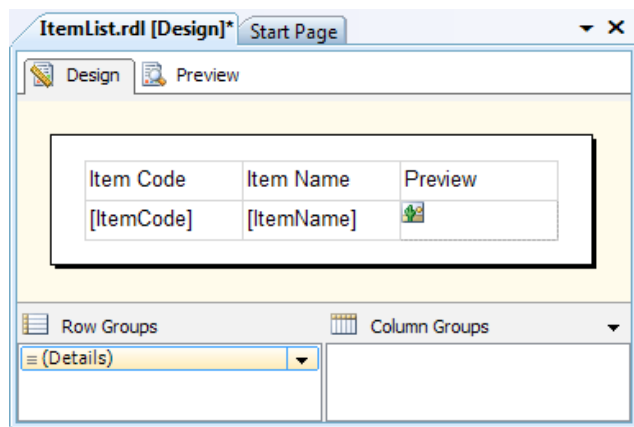 ItemList.rdl [Design]* Start Page
Design Preview
Item Code Item Name Preview
[ItemCode] [ItemName]
Row Groups Column Groups
(Details)